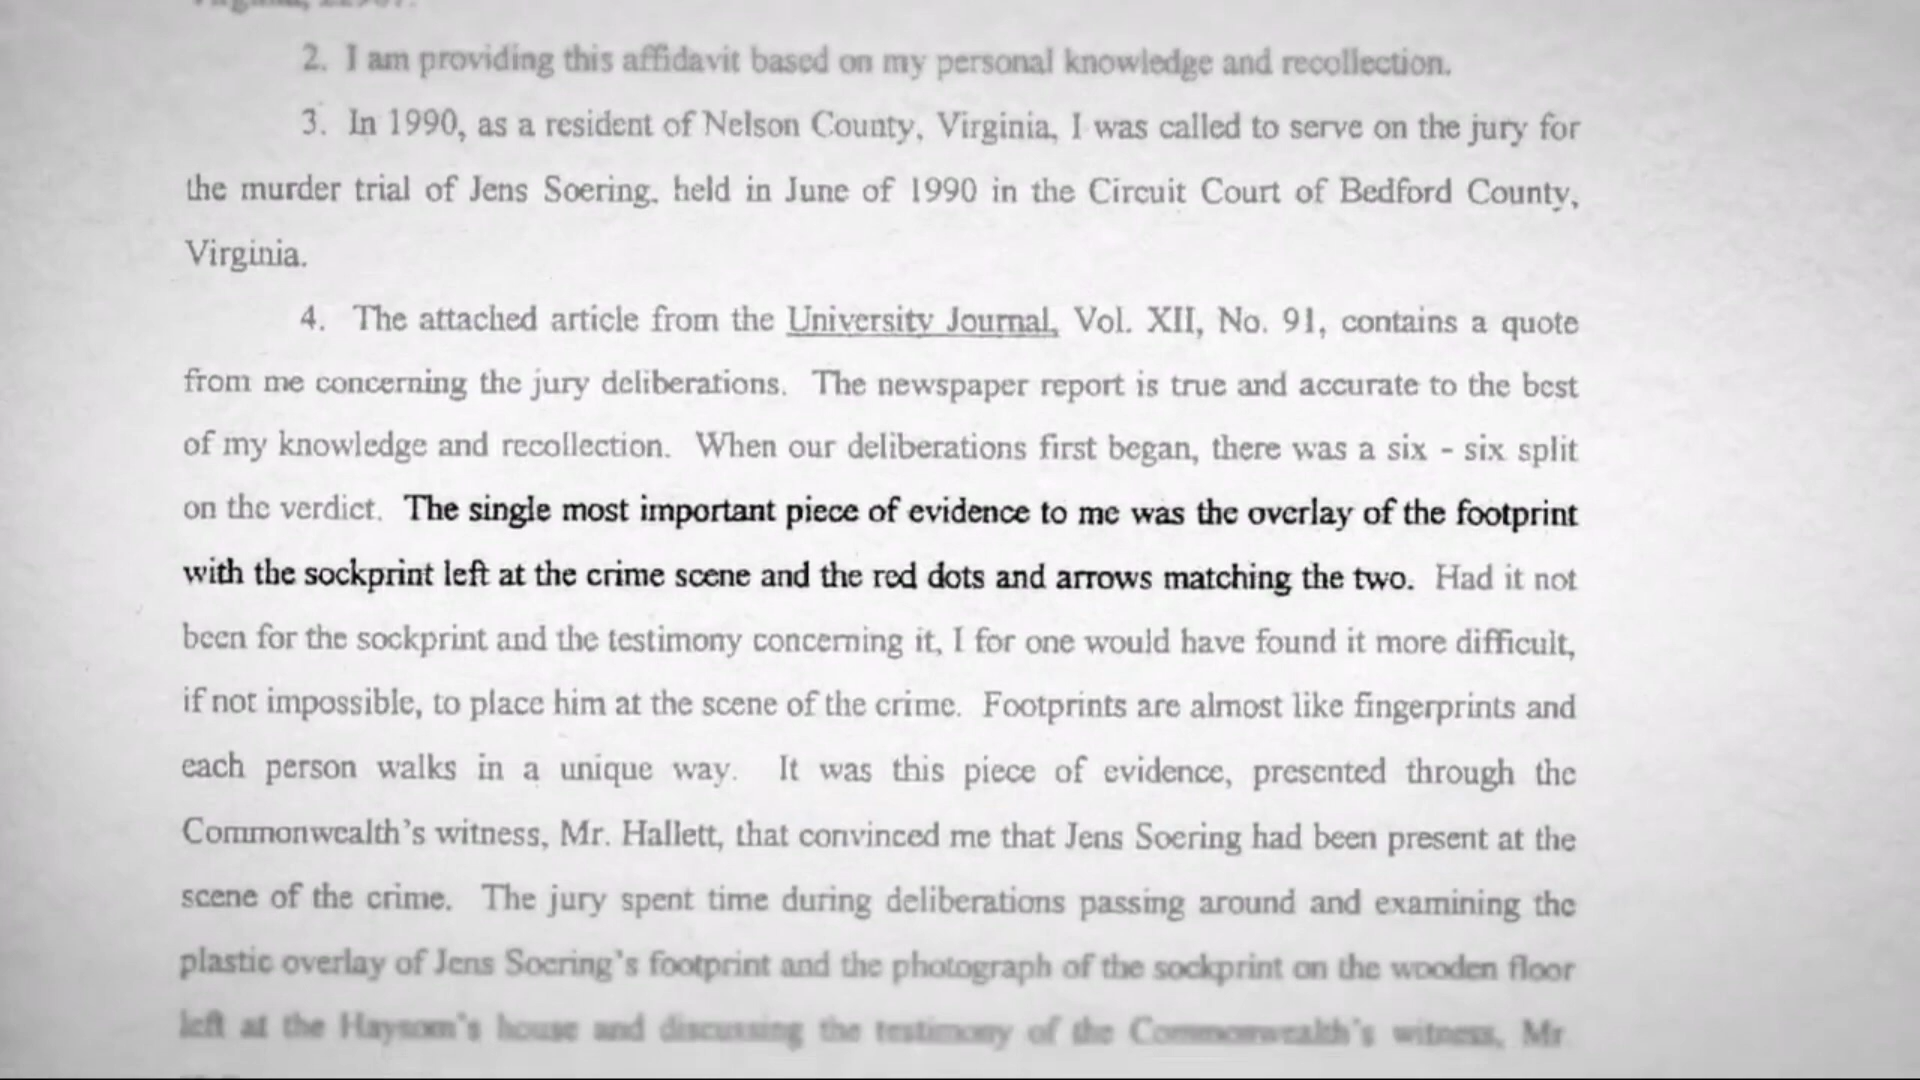 2. I am providing this affidavit based on my personal knowledge and recollection.
3. In 1990, as a resident of Nelson County, Virginia, I was called to serve on the jury for
the murder trial of Jens Soering, held in June of 1990 in the Circuit Court of Bedford County,
Virginia.
4. The attached article from the University Journal, Vol. XII, No. 91, contains a quote
from me concerning the jury deliberations. The newspaper report is true and accurate to the best
of my knowledge and recollection. When our deliberations first began, there was a six - six split
on the verdict. The single most important piece of evidence to me was the overlay of the footprint
with the sockprint left at the crime scene and the red dots and arrows matching the two. Had it not
been for the sockprint and the testimony concerning it, I for one would have found it more difficult,
if not impossible, to place him at the scene of the crime. Footprints are almost like fingerprints and
each person walks in a unique way. It was this piece of evidence, presented through the
Commonwealth's witness, Mr. Hallett, that convinced me that Jens Soering had been present at the
scene of the crime. The jury spent time during deliberations passing around and examining the
plastic overlay of Jens Soering's footprint and the photograph of the sockprint on the wooden floor
left at the Haysom's house and discussing the testimony of the Commonwealth's witness, Mr